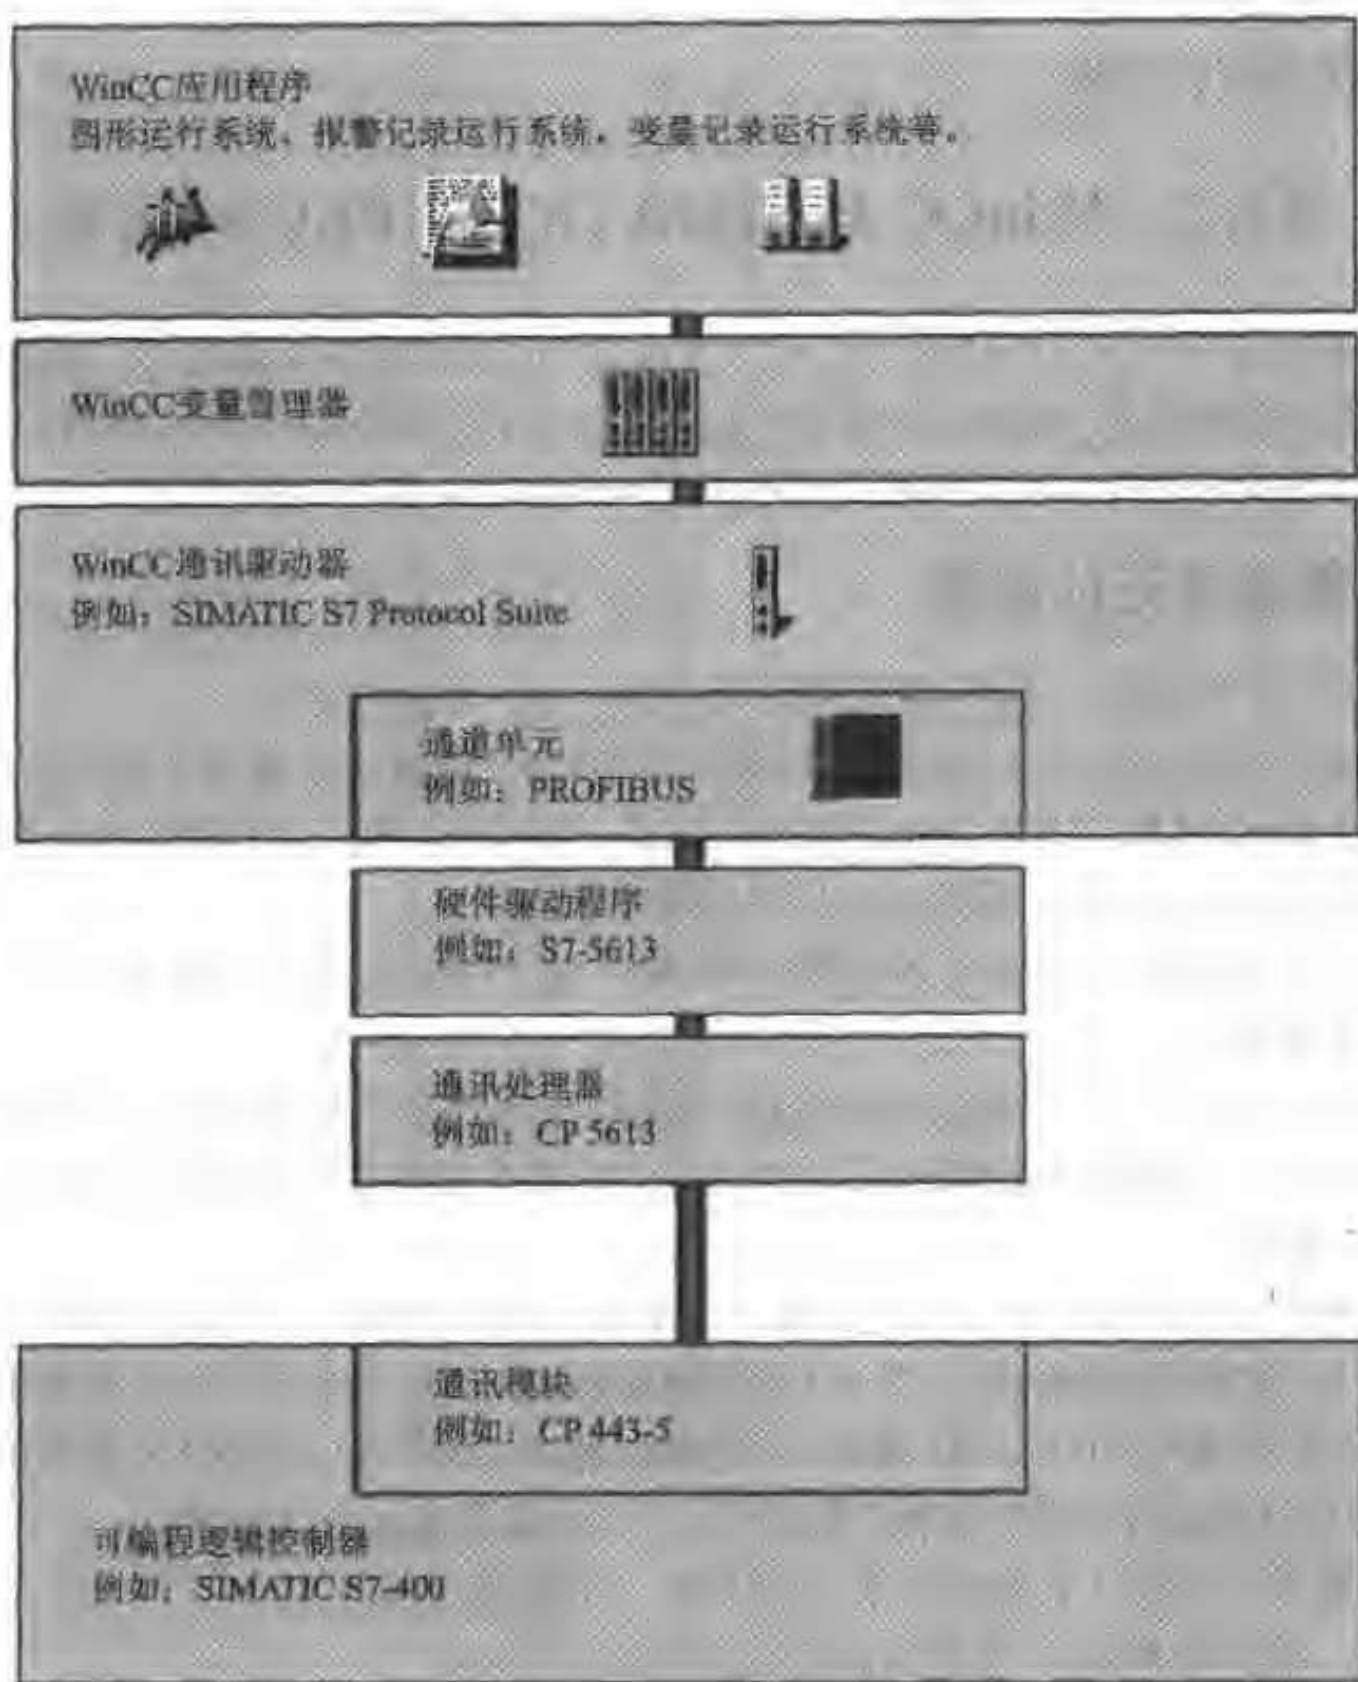 WinCC应用程序
图形运行系统、报警记录运行系统，变量记录运行系统等。
WinCC变量管理器
WinCC通讯驱动器
例如：SIMATIC S7 Protocol Suite
通道单元
例如：PROFIBUS
硬件驱动程序
例如：S7-5613
通讯处理器
例如：CP 5613
通讯模块
例如：CP 443-5
可编程逻辑控制器
例如：SIMATIC S7-400